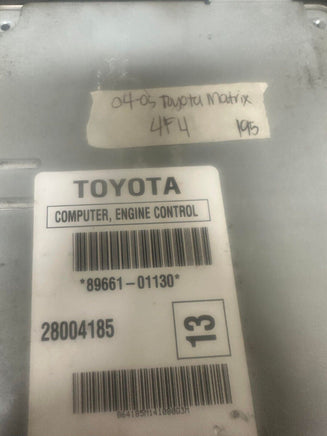 04-05 Toyota Matrix
4F4 195
TOYOTA
COMPUTER, ENGINE CONTROL
*89661-01130*
28004185
13